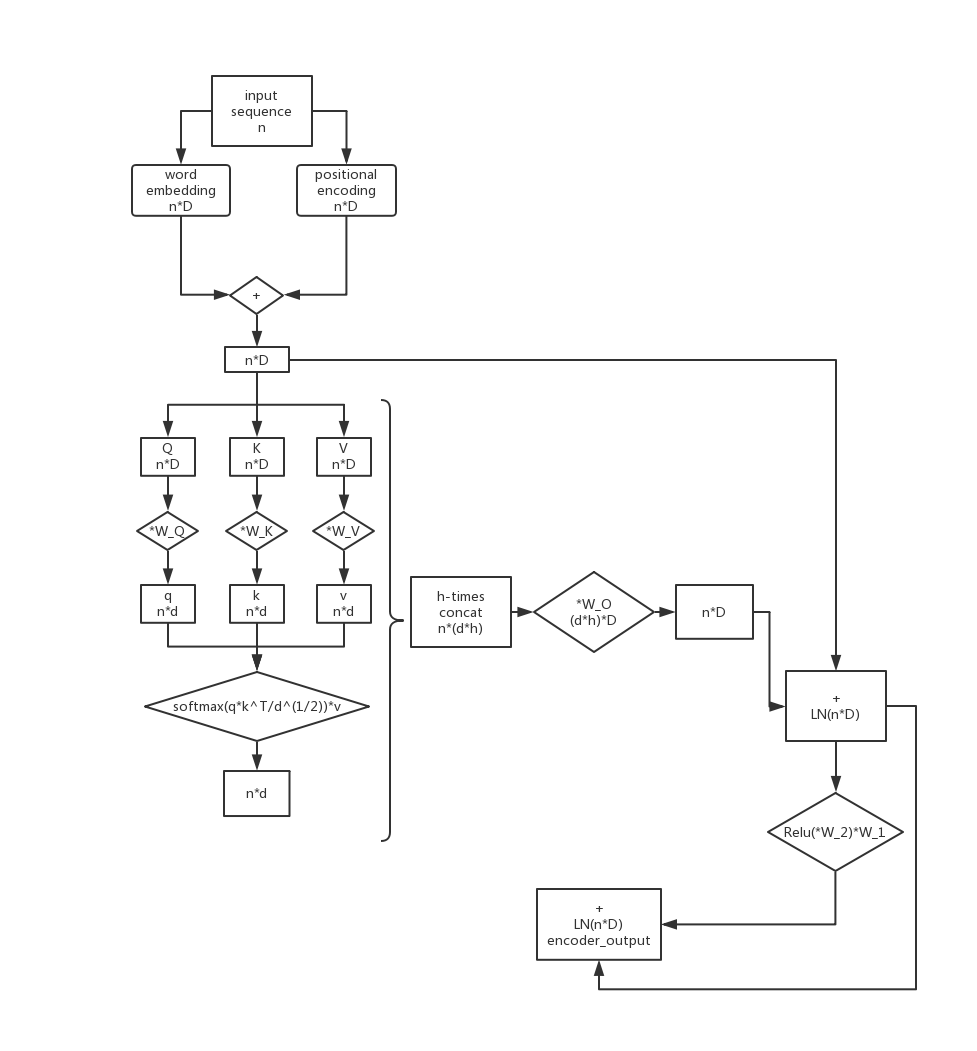 input
sequence
n
word
embedding
n*D
positional
encoding
n*D
+
n*D
Q
n*D
K
n*D
V
n*D
*W_Q
*W_K
*W_V
q
n*d
k
n*d
v
n*d
softmax(q*k^T/d^(1/2))*v
n*d
h-times
concat
n*(d*h)
*W_O
(d*h)*D
n*D
+
LN(n*D)
Relu(*W_2)*W_1
+
LN(n*D)
encoder_output